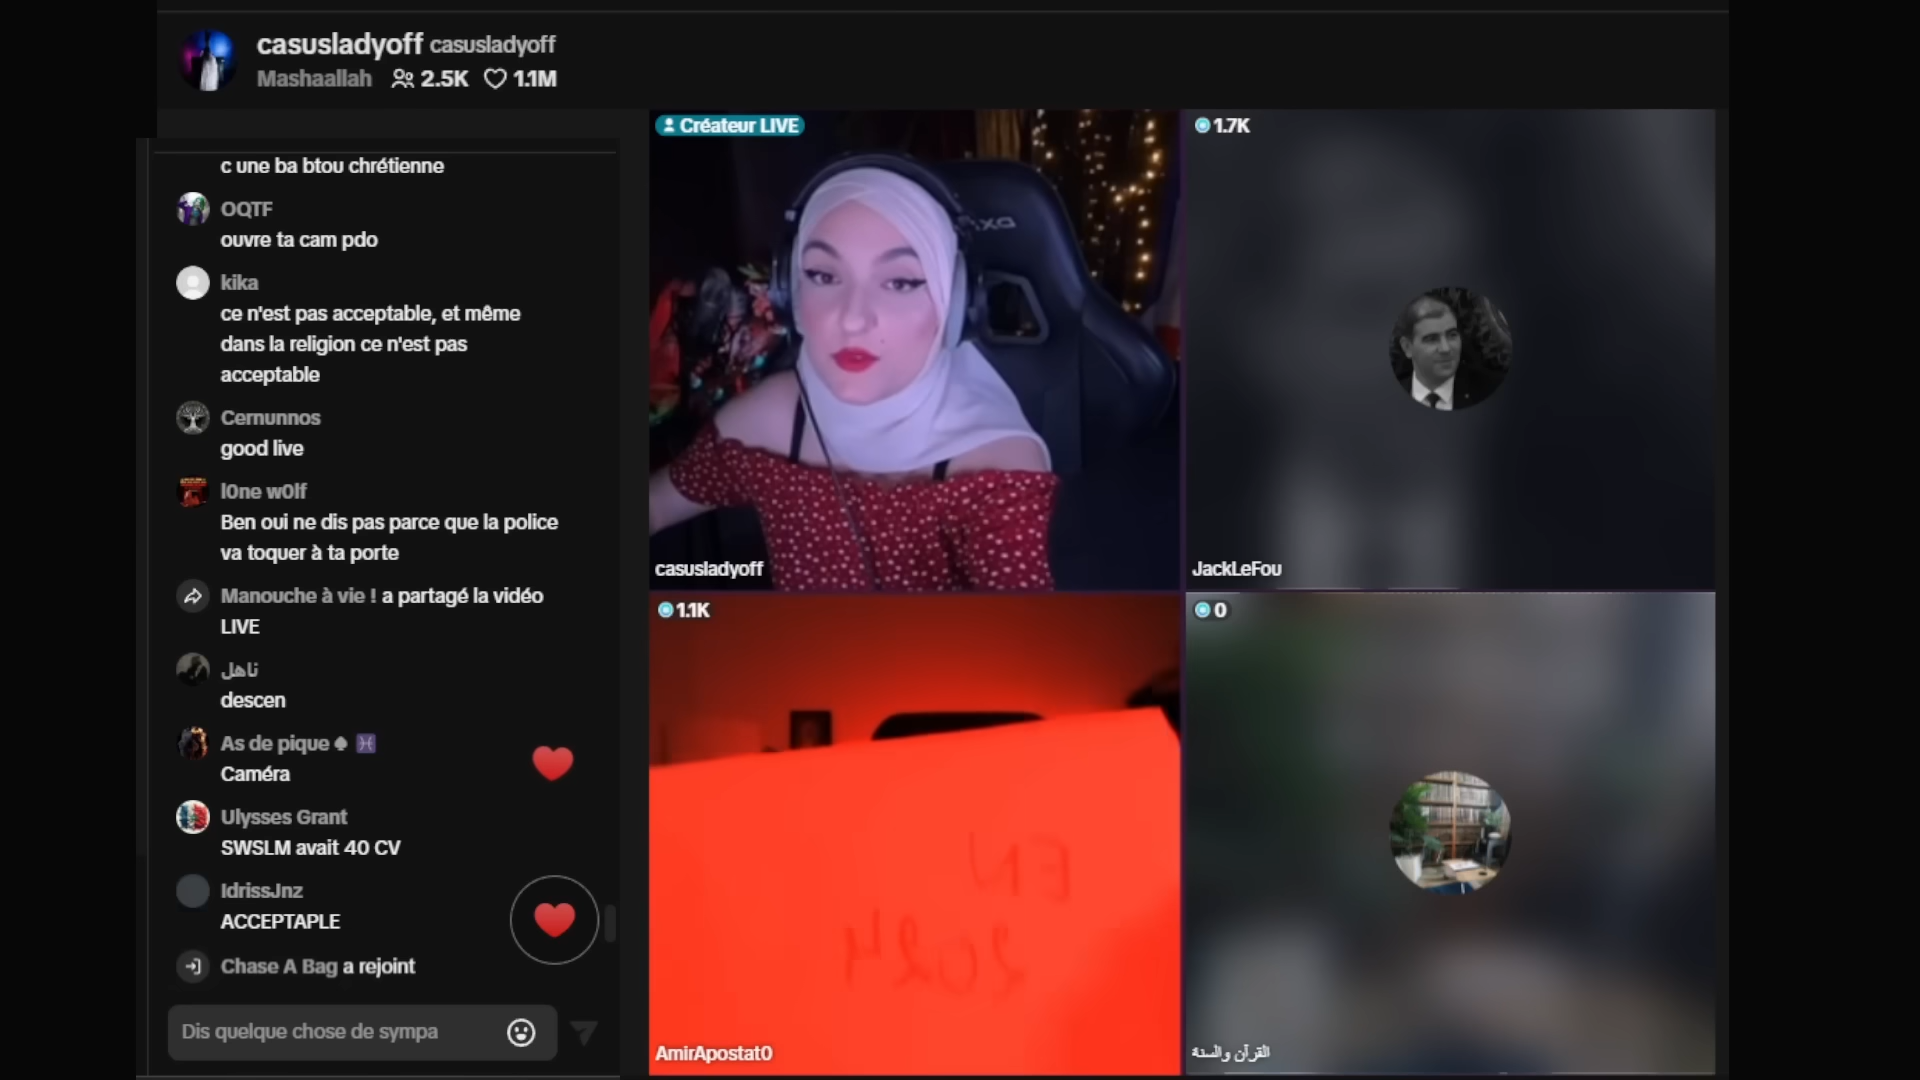 casusladyoff casusladyoff
Mashaallah 2.5K 1.1M
c une ba btou chrétienne
OQTF
ouvre ta cam pdo
kika
ce n'est pas acceptable, et même
dans la religion ce n'est pas
acceptable
Cernunnos
good live
l0ne w0lf
Ben oui ne dis pas parce que la police
va toquer à ta porte
Manouche à vie ! a partagé la vidéo
LIVE
ناهل
descen
As de pique ♠ ♓
Caméra
Ulysses Grant
SWSLM avait 40 CV
IdrissJnz
ACCEPTAPLE
Chase A Bag a rejoint
Dis quelque chose de sympa
Créateur LIVE
casusladyoff
1.7K
JackLeFou
1.1K
EN
2024
AmirApostat0
0
القرآن والسنة